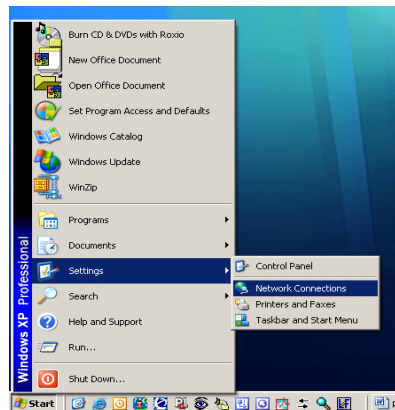 Burn CD & DVDs with Roxio
New Office Document
Open Office Document
Set Program Access and Defaults
Windows Catalog
Windows Update
WinZip
Programs
Documents
Settings
Search
Help and Support
Run...
Shut Down...
Windows XP Professional
Control Panel
Network Connections
Printers and Faxes
Taskbar and Start Menu
Start